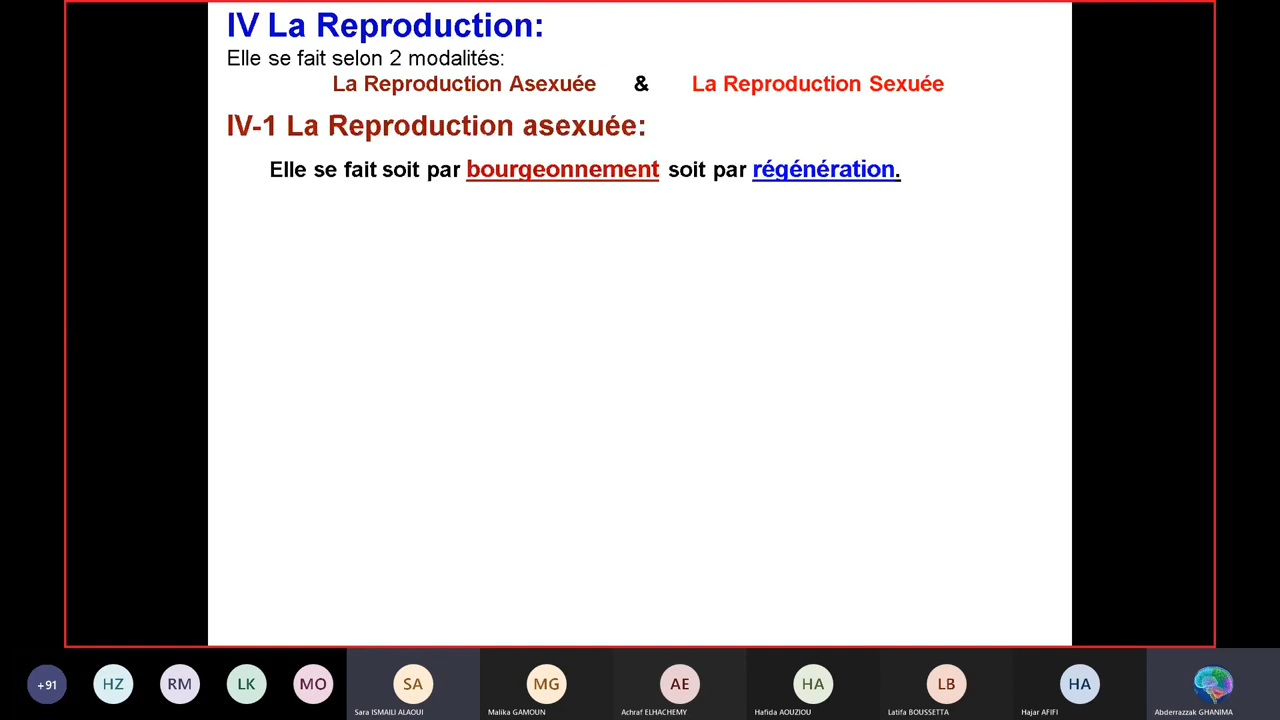 IV La Reproduction:
Elle se fait selon 2 modalités:
La Reproduction Asexuée & La Reproduction Sexuée
IV-1 La Reproduction asexuée:
Elle se fait soit par bourgeonnement soit par régénération.
+91 HZ RM LK MO SA MG AE HA LB HA
Sara ISMAILI ALAOUI Malika GAMOUN Achraf ELHACHEMY Hafida AOUZIOU Latifa BOUSSETTA Hajar AFIFI Abderrazzak GHANIMA